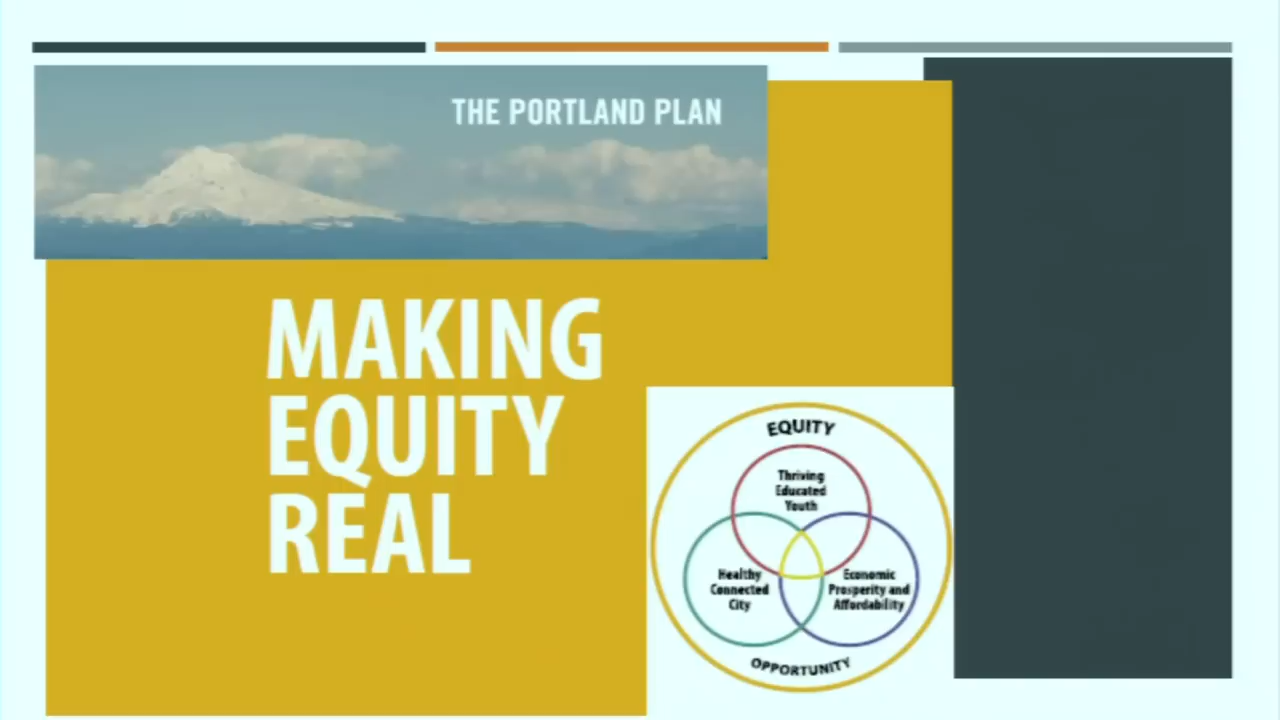 THE PORTLAND PLAN
MAKING
EQUITY
REAL
EQUITY
Thriving
Educated
Youth
Healthy
Connected
City
Economic
Prosperity and
Affordability
OPPORTUNITY